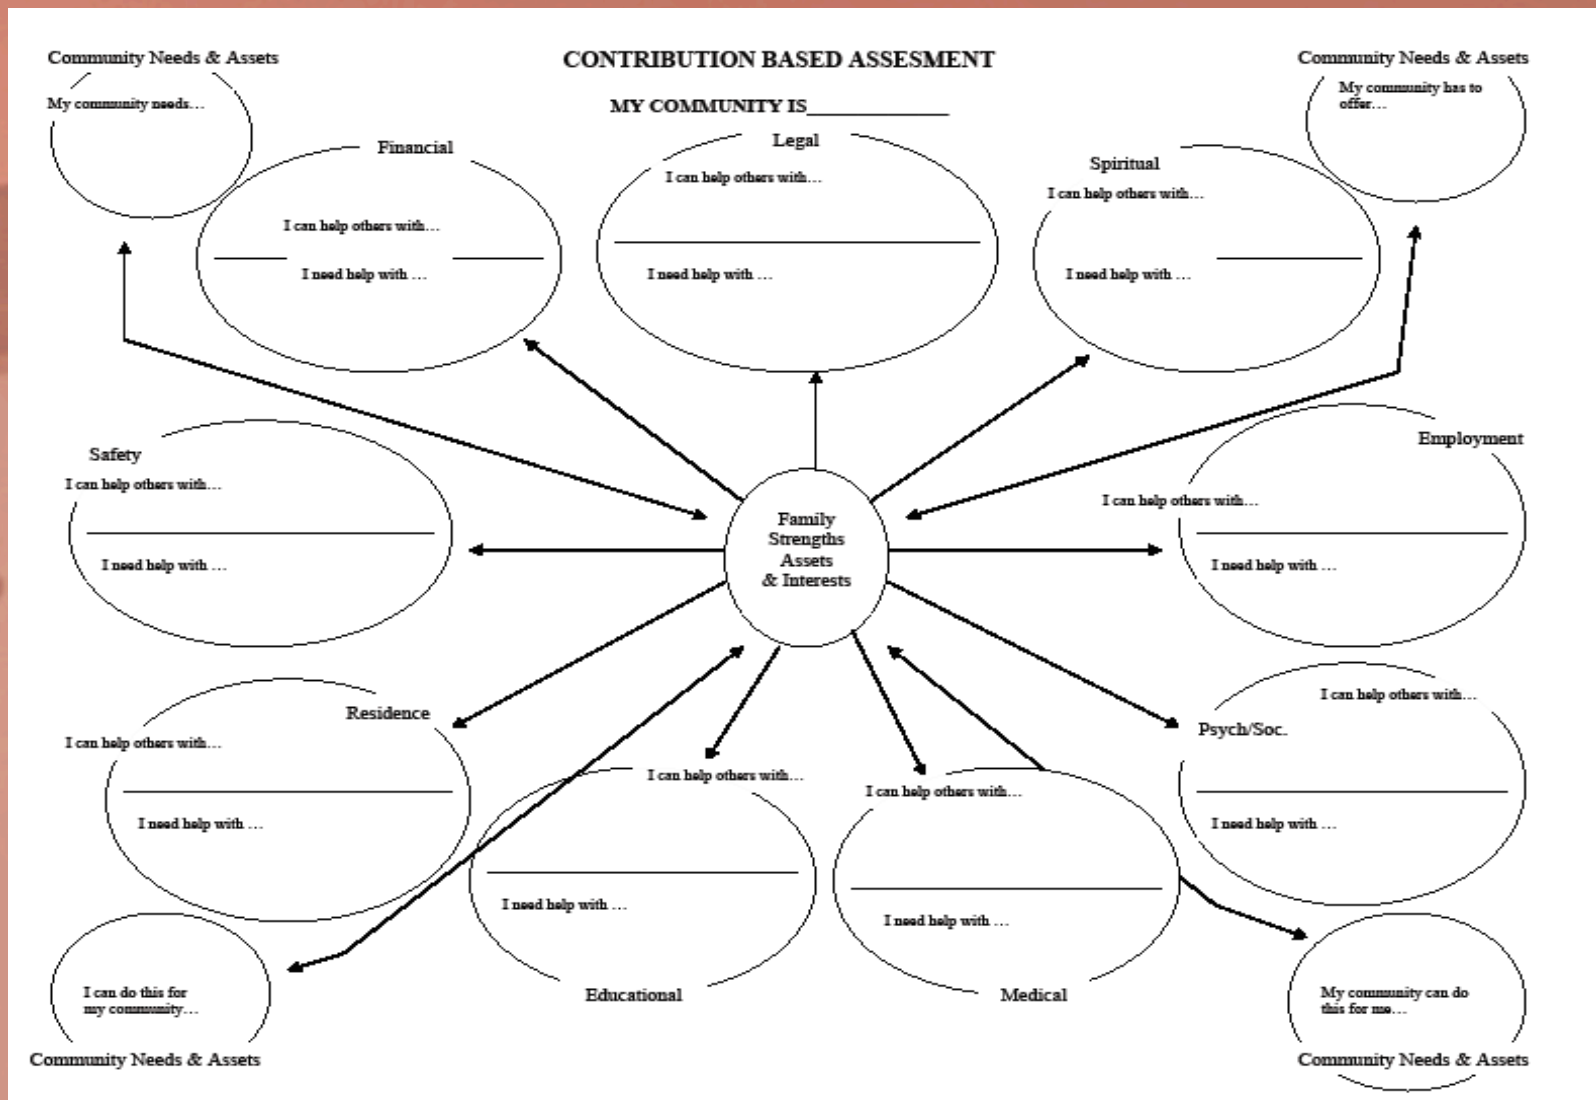 CONTRIBUTION BASED ASSESMENT
MY COMMUNITY IS____________
Community Needs & Assets
My community needs…
Community Needs & Assets
My community has to
offer…
Financial
I can help others with…
I need help with …
Legal
I can help others with…
I need help with …
Spiritual
I can help others with…
I need help with …
Safety
I can help others with…
I need help with …
Family
Strengths
Assets
& Interests
Employment
I can help others with…
I need help with …
Residence
I can help others with…
I need help with …
I can help others with…
I need help with …
Educational
I can help others with…
I need help with …
Medical
I can help others with…
Psych/Soc.
I need help with …
I can do this for
my community…
Community Needs & Assets
My community can do
this for me…
Community Needs & Assets